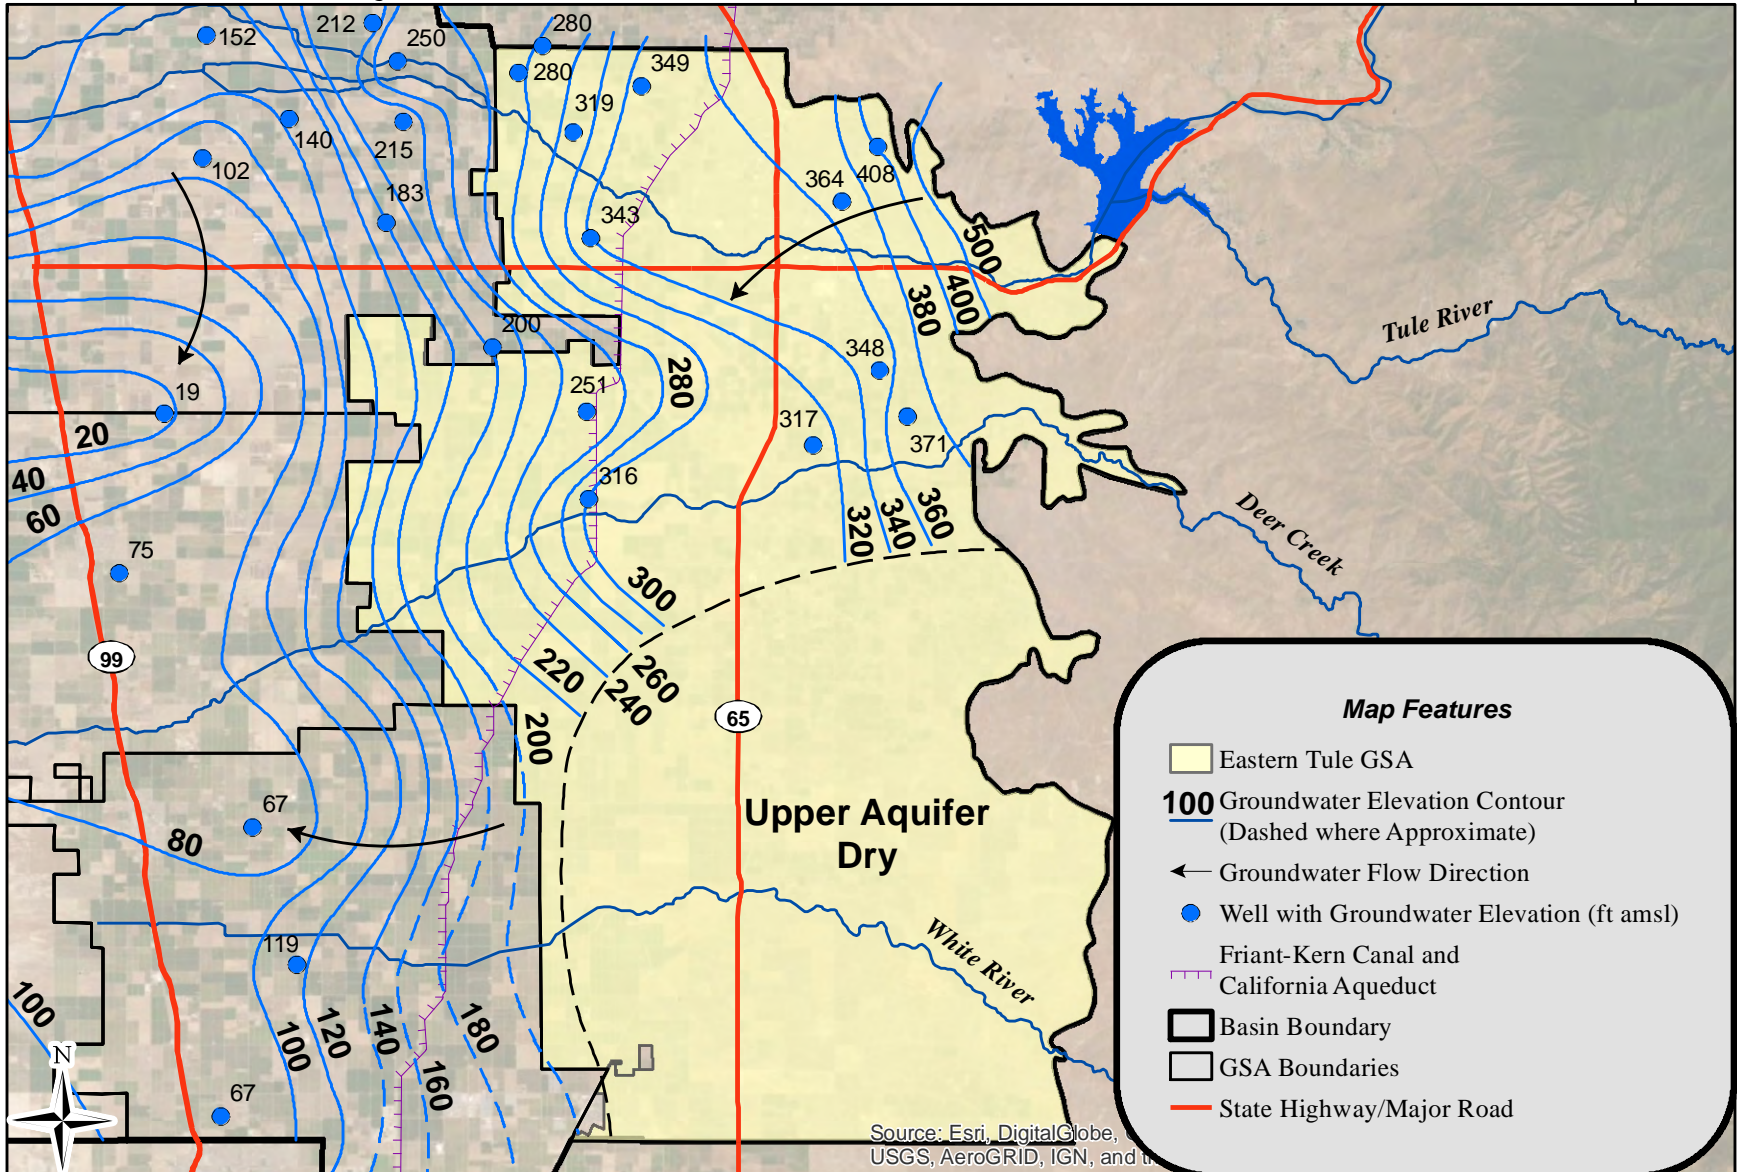 212
280
152
250
280
349
319
140
215
102
364
408
183
343
500
400
380
200
348
280
Tule River
19
251
20
317
371
316
40
60
320
340
360
Deer Creek
75
300
99
220
260
240
65
200
67
80
Upper Aquifer
Dry
White River
119
100
100
120
140
180
160
67
N
Map Features
Eastern Tule GSA
100 Groundwater Elevation Contour
(Dashed where Approximate)
Groundwater Flow Direction
Well with Groundwater Elevation (ft amsl)
Friant-Kern Canal and
California Aqueduct
Basin Boundary
GSA Boundaries
State Highway/Major Road
Source: Esri, DigitalGlobe,
USGS, AeroGRID, IGN, and